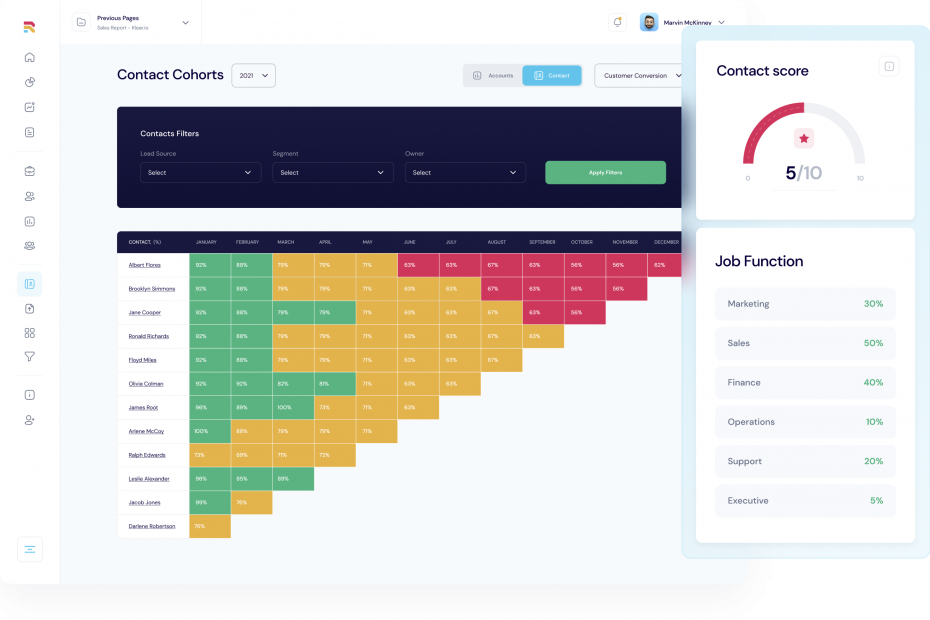 Previous Pages
Sales Report - Klear.io
Marvin McKinney
Contact Cohorts
2021
Accounts
Contact
Customer Conversion
Contacts Filters
Lead Source
Segment
Owner
Select
Select
Select
Apply Filters
CONTACT, (%) JANUARY FEBRUARY MARCH APRIL MAY JUNE JULY AUGUST SEPTEMBER OCTOBER NOVEMBER DECEMBER
Albert Flores 92% 88% 79% 79% 71% 63% 63% 67% 63% 56% 56% 62%
Brooklyn Simmons 92% 88% 79% 79% 71% 63% 63% 67% 63% 56% 56%
Jane Cooper 92% 88% 79% 79% 71% 63% 63% 67% 63% 56%
Ronald Richards 92% 88% 79% 79% 71% 63% 63% 67% 63%
Floyd Miles 92% 88% 79% 79% 71% 63% 63% 67%
Olivia Colman 92% 92% 82% 81% 71% 63% 63%
James Root 96% 89% 100% 73% 71% 63%
Arlene McCoy 100% 88% 79% 79% 71%
Ralph Edwards 73% 69% 71% 72%
Leslie Alexander 85% 89%
Jacob Jones 76%
Darlene Robertson 76%
Contact score
5/10
0
10
Job Function
Marketing 30%
Sales 50%
Finance 40%
Operations 10%
Support 20%
Executive 5%